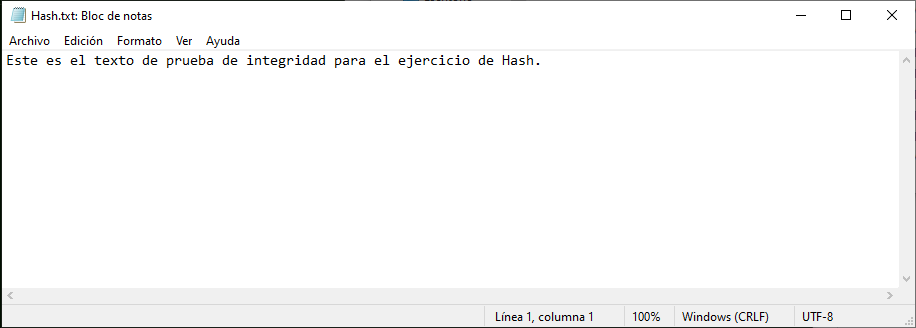 Hash.txt: Bloc de notas
Archivo Edición Formato Ver Ayuda
Este es el texto de prueba de integridad para el ejercicio de Hash.
Línea 1, columna 1 100% Windows (CRLF) UTF-8